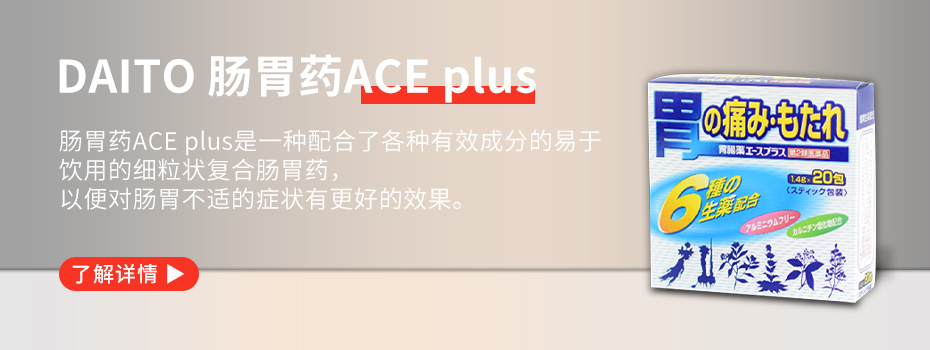 DAITO 肠胃药ACE plus
肠胃药ACE plus是一种配合了各种有效成分的易于
饮用的细粒状复合肠胃药，
以便对肠胃不适的症状有更好的效果。
了解详情 ▶
胃の痛み・もたれ
胃腸薬エースプラス 第2類医薬品
1.4g×20包
〈スティック包装〉
6種の
生薬配合
アルミニウムフリー
カルニチン塩化物配合